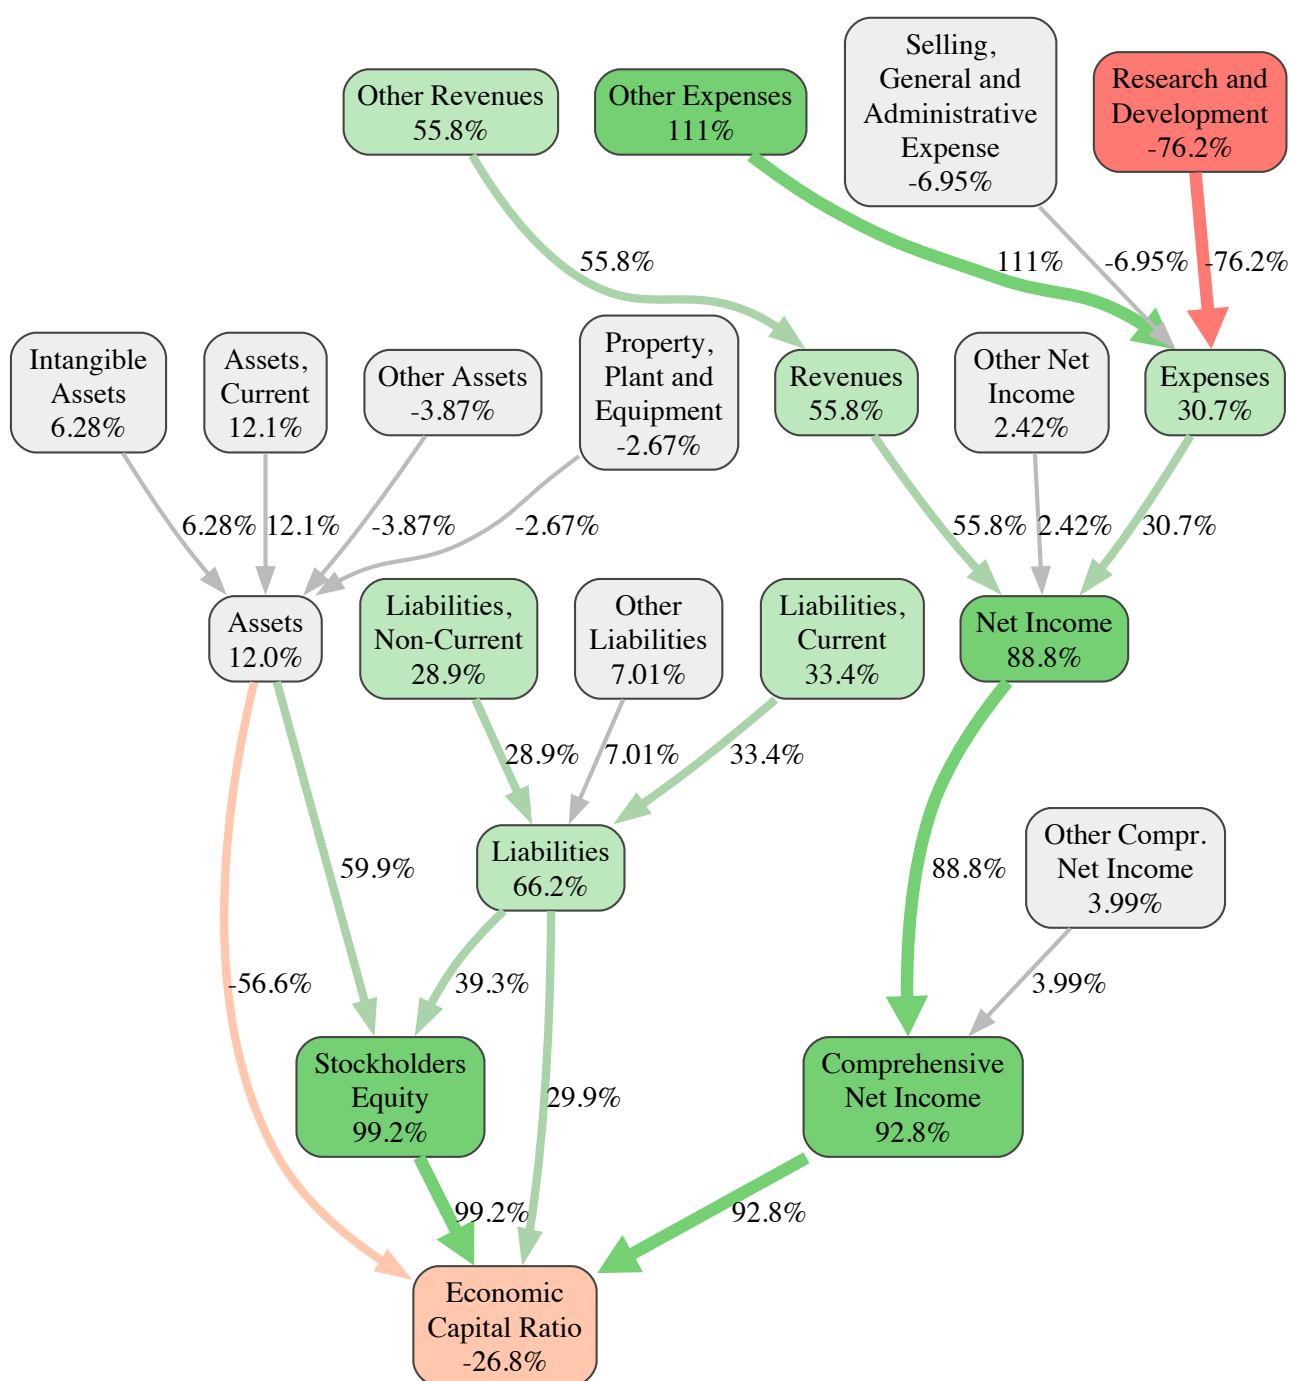 Selling,
General and
Administrative
Expense
-6.95%
Other Revenues
55.8%
Other Expenses
111%
Research and
Development
-76.2%
55.8%
111%
-6.95%
-76.2%
Intangible
Assets
6.28%
Assets,
Current
12.1%
Other Assets
-3.87%
Property,
Plant and
Equipment
-2.67%
Revenues
55.8%
Other Net
Income
2.42%
Expenses
30.7%
6.28%
12.1%
-3.87%
-2.67%
55.8%
2.42%
30.7%
Assets
12.0%
Liabilities,
Non-Current
28.9%
Other
Liabilities
7.01%
Liabilities,
Current
33.4%
Net Income
88.8%
28.9%
7.01%
33.4%
Liabilities
66.2%
Other Compr.
Net Income
3.99%
59.9%
88.8%
-56.6%
39.3%
3.99%
Stockholders
Equity
99.2%
29.9%
Comprehensive
Net Income
92.8%
99.2%
92.8%
Economic
Capital Ratio
-26.8%